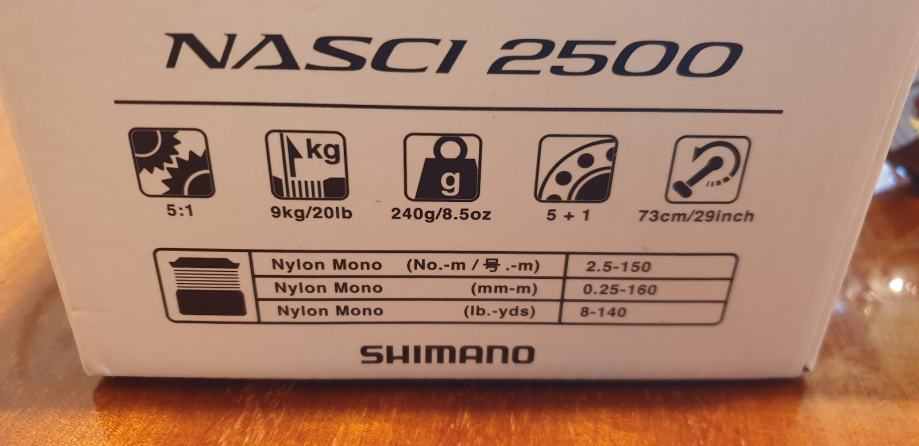 NASCI 2500
kg
g
5:1 9kg/20lb 240g/8.5oz 5 + 1 73cm/29inch
Nylon Mono (No.-m / 号.-m) 2.5-150
Nylon Mono (mm-m) 0.25-160
Nylon Mono (lb.-yds) 8-140
SHIMANO